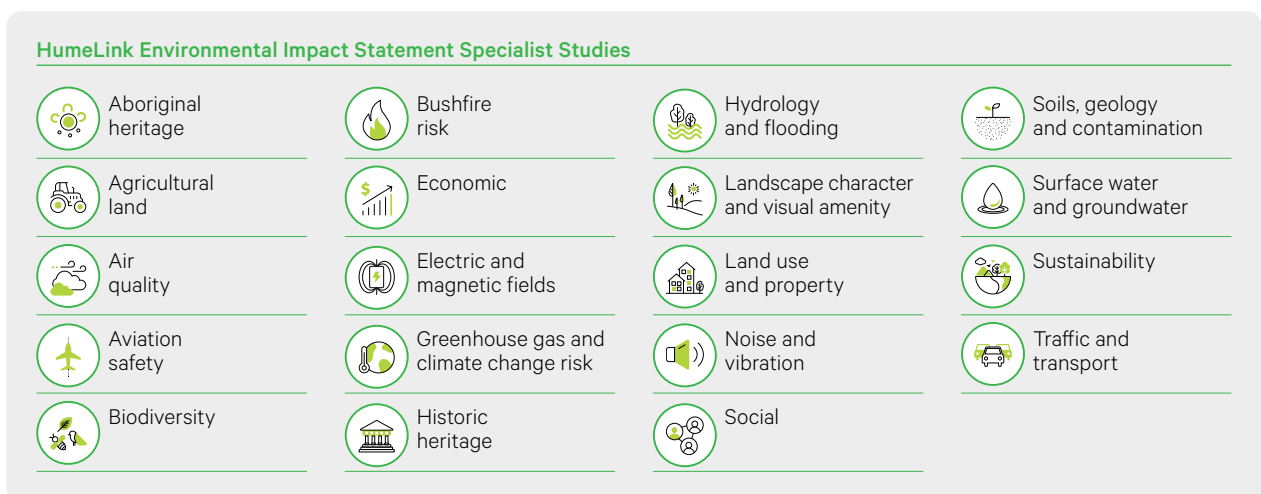 HumeLink Environmental Impact Statement Specialist Studies
Aboriginal
heritage
Agricultural
land
Air
quality
Aviation
safety
Biodiversity
Bushfire
risk
$
Economic
Electric and
magnetic fields
Greenhouse gas and
climate change risk
Historic
heritage
Hydrology
and flooding
Landscape character
and visual amenity
Land use
and property
Noise and
vibration
Social
Soils, geology
and contamination
Surface water
and groundwater
Sustainability
Traffic and
transport